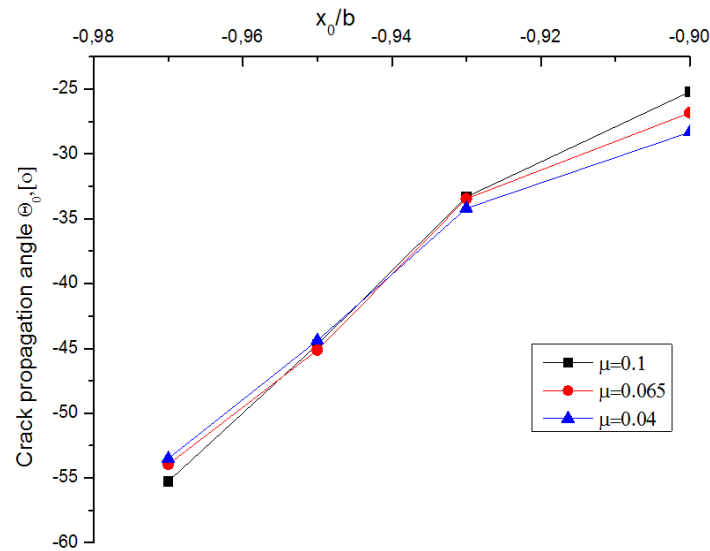 x₀/b
-0,98 -0,96 -0,94 -0,92 -0,90
Crack propagation angle Θ₀,[o]
-25
-30
-35
-40
-45
-50
-55
-60
μ=0.1
μ=0.065
μ=0.04